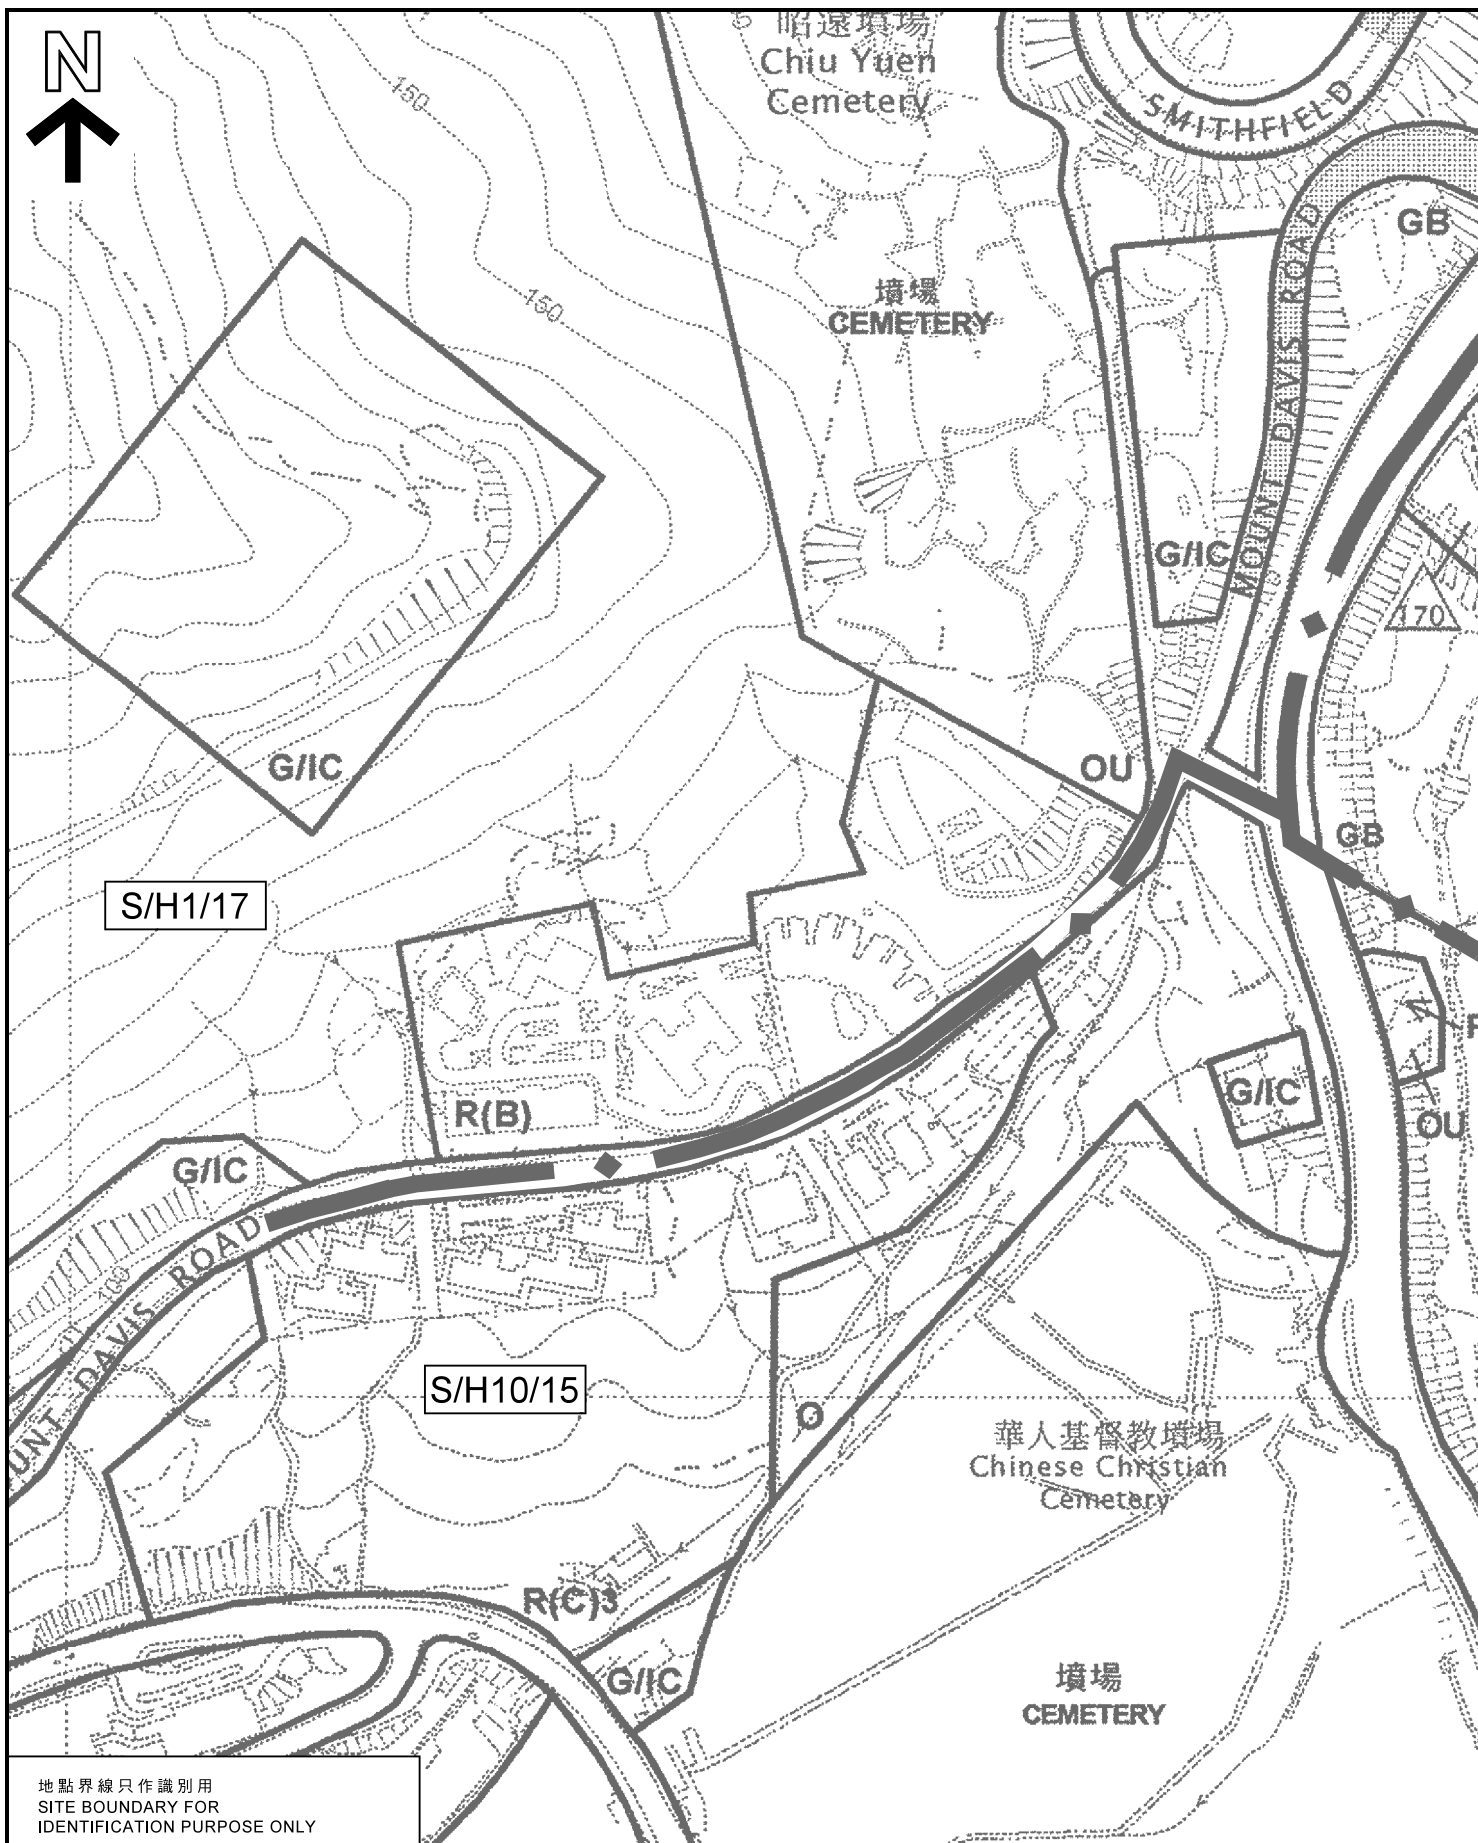 N
昭遠墳場
Chiu Yuen
Cemetery
SMITHFIELD
150
150
GB
墳場
CEMETERY
MOUNT DAVIS ROAD
G/IC
170
G/IC
OU
GB
S/H1/17
G/IC
R(B)
OU
G/IC
MOUNT DAVIS ROAD
100
S/H10/15
O
華人基督教墳場
Chinese Christian
Cemetery
R(C)3
G/IC
墳場
CEMETERY
地點界線只作識別用
SITE BOUNDARY FOR
IDENTIFICATION PURPOSE ONLY